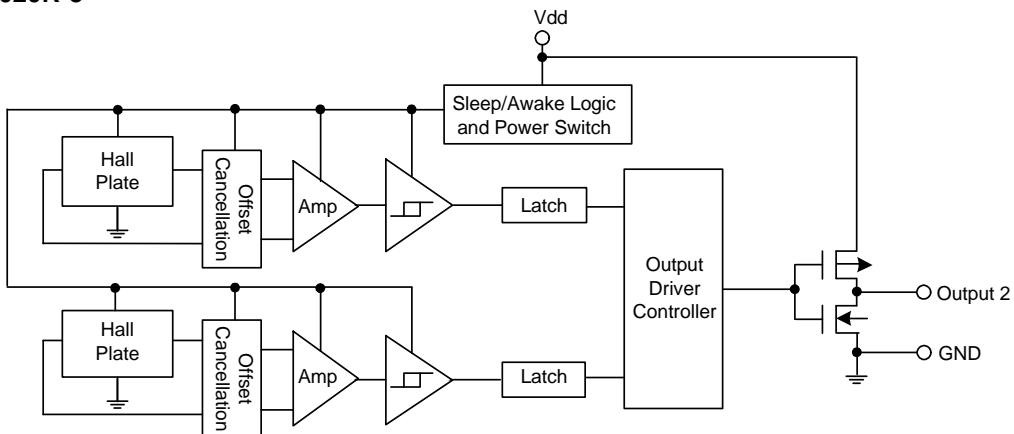 Vdd
Sleep/Awake Logic
and Power Switch
Hall
Plate
Offset
Cancellation
Amp
Latch
Output
Driver
Controller
Output 2
GND
Hall
Plate
Offset
Cancellation
Amp
Latch